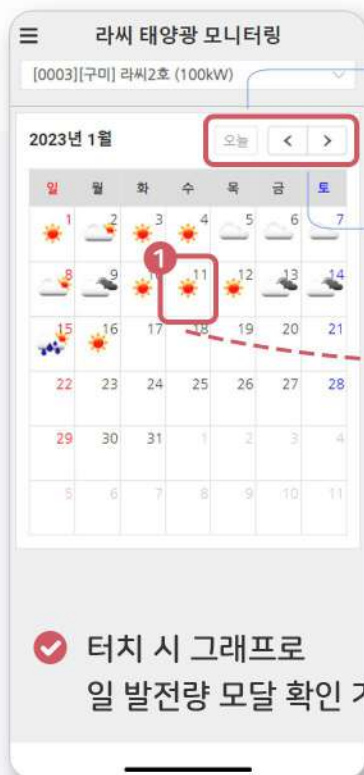 라씨 태양광 모니터링
[0003][구미] 라씨2호 (100kW)
2023년 1월 오늘 < >
일 월 화 수 목 금 토
1 2 3 4 5 6 7
1
8 9 11 12 13 14
15 16 17 18 19 20 21
22 23 24 25 26 27 28
29 30 31 1 2 3 4
5 6 7 8 9 10 11
터치 시 그래프로
일 발전량 모달 확인